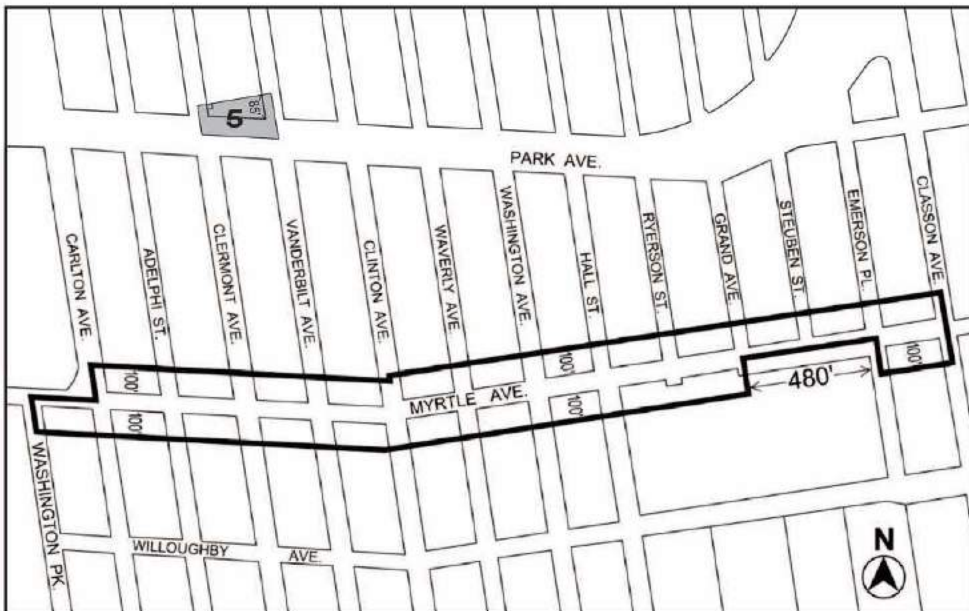 85'
5
PARK AVE.
CARLTON AVE.
ADELPHI ST.
CLERMONT AVE.
VANDERBILT AVE.
CLINTON AVE.
WAVERLY AVE.
WASHINGTON AVE.
HALL ST.
RYERSON ST.
GRAND AVE.
STEUBEN ST.
EMERSON PL.
CLASSON AVE.
100'
100'
100'
MYRTLE AVE.
480'
100'
100'
WASHINGTON PK.
WILLOUGHBY AVE.
N